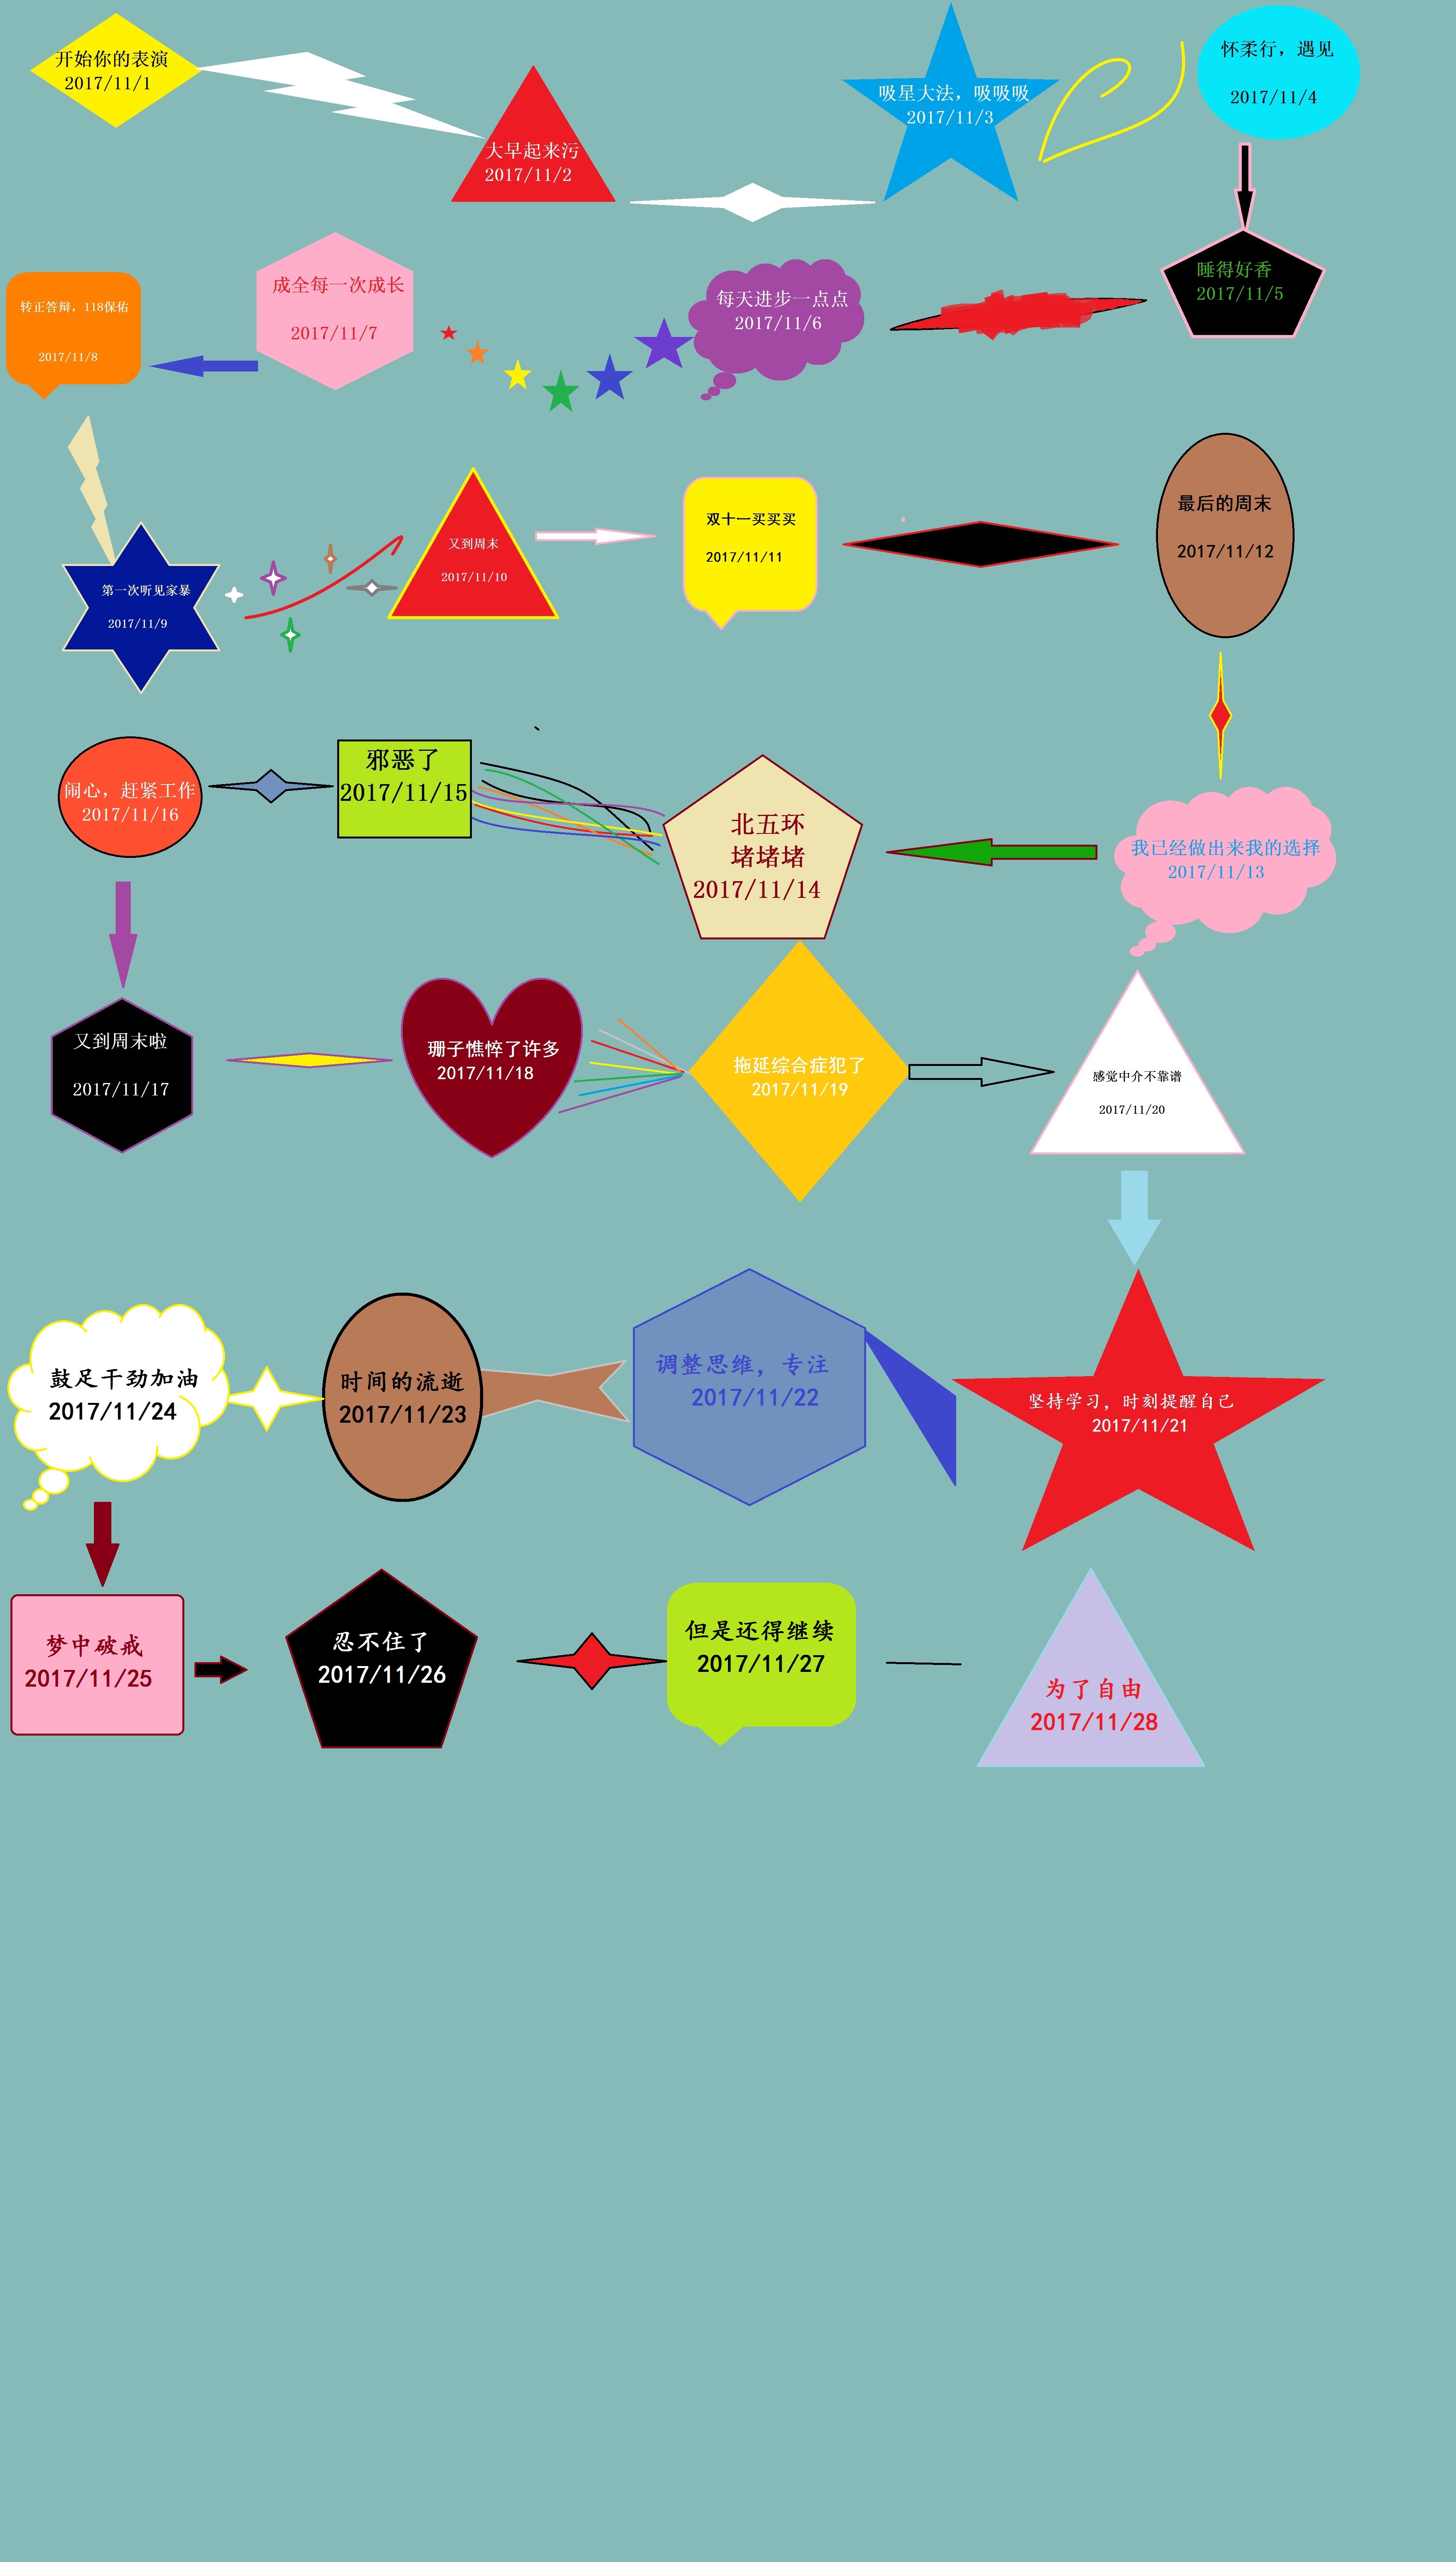 开始你的表演
2017/11/1
大早起来污
2017/11/2
吸星大法，吸吸吸
2017/11/3
怀柔行，遇见
2017/11/4
睡得好香
2017/11/5
每天进步一点点
2017/11/6
成全每一次成长
2017/11/7
转正答辩，118保佑
2017/11/8
第一次听见家暴
2017/11/9
又到周末
2017/11/10
双十一买买买
2017/11/11
最后的周末
2017/11/12
我已经做出来我的选择
2017/11/13
北五环
堵堵堵
2017/11/14
邪恶了
2017/11/15
闹心，赶紧工作
2017/11/16
又到周末啦
2017/11/17
珊子憔悴了许多
2017/11/18
拖延综合症犯了
2017/11/19
感觉中介不靠谱
2017/11/20
坚持学习，时刻提醒自己
2017/11/21
调整思维，专注
2017/11/22
时间的流逝
2017/11/23
鼓足干劲加油
2017/11/24
梦中破戒
2017/11/25
忍不住了
2017/11/26
但是还得继续
2017/11/27
为了自由
2017/11/28